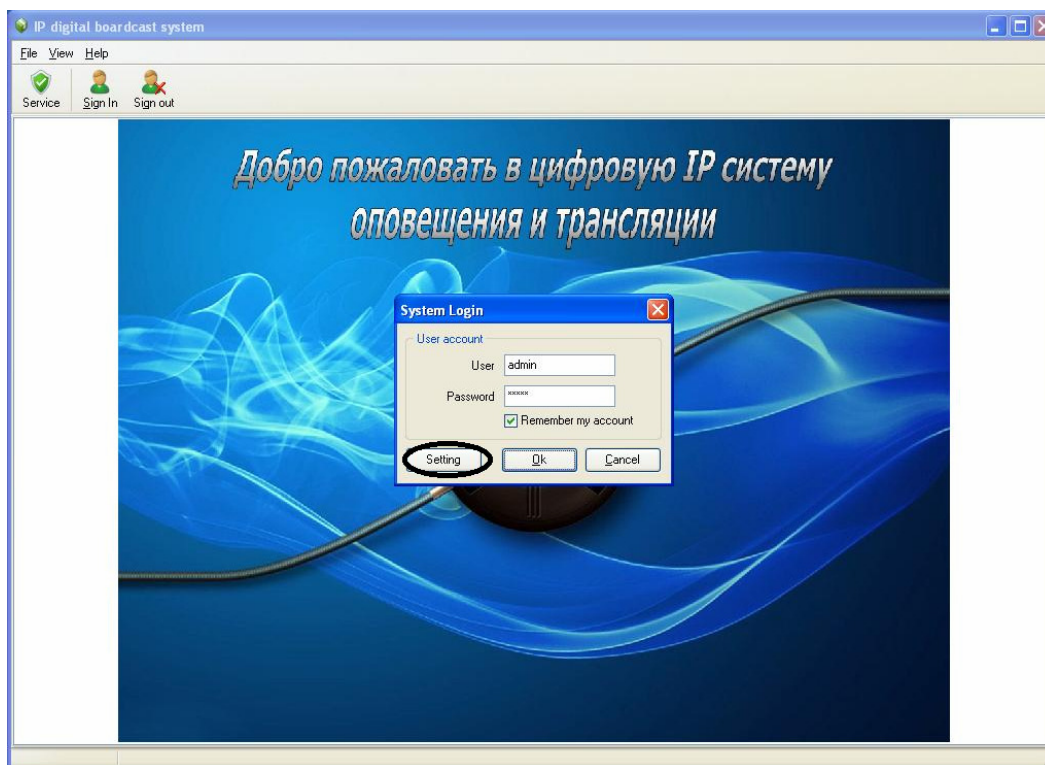 IP digital boardcast system
File View Help
Service Sign In Sign out
Добро пожаловать в цифровую IP систему
оповещения и трансляции
System Login
User account
User admin
Password *****
Remember my account
Setting Ok Cancel